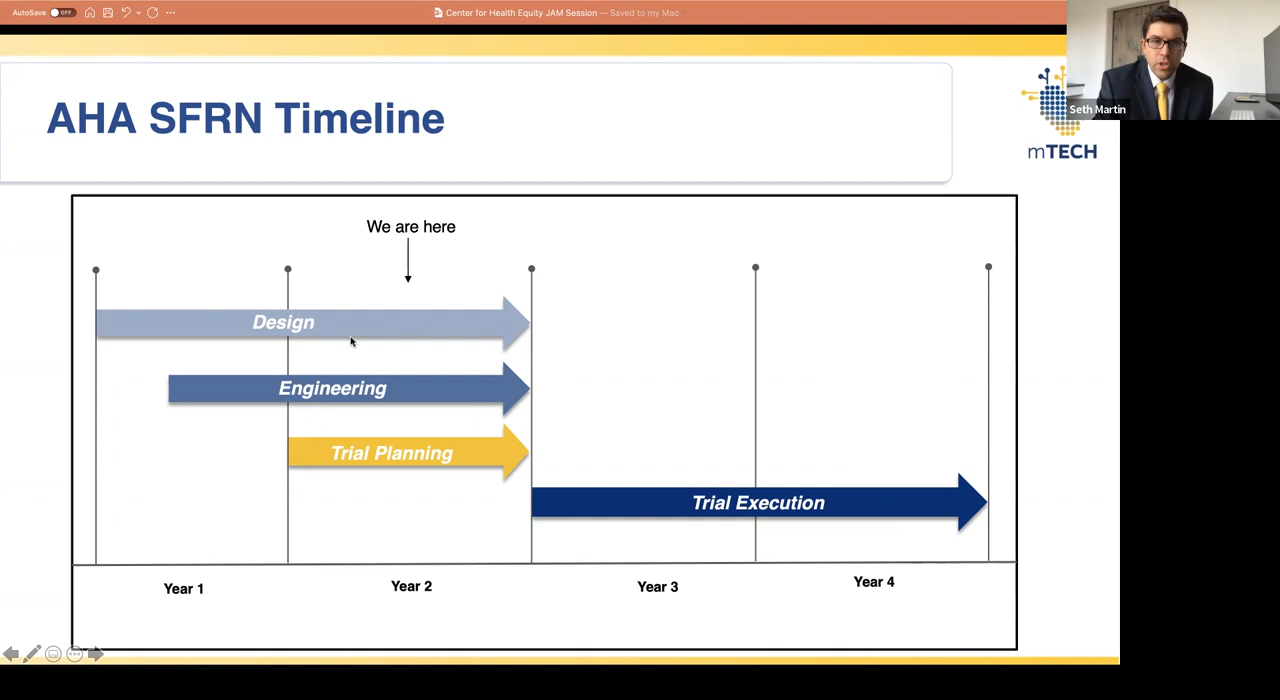 AutoSave OFF
Center for Health Equity JAM Session — Saved to my Mac
Seth Martin
AHA SFRN Timeline
mTECH
We are here
Design
Engineering
Trial Planning
Trial Execution
Year 1
Year 2
Year 3
Year 4